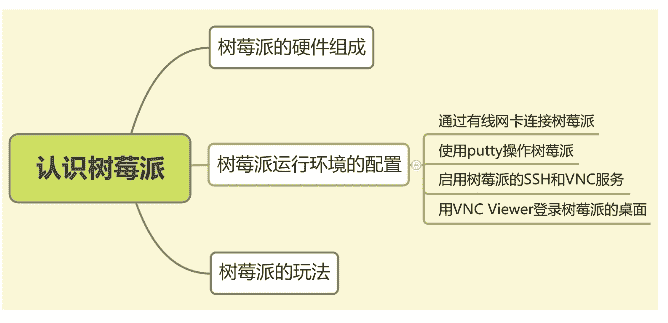 认识树莓派
树莓派的硬件组成
树莓派运行环境的配置
通过有线网卡连接树莓派
使用putty操作树莓派
启用树莓派的SSH和VNC服务
用VNC Viewer登录树莓派的桌面
树莓派的玩法